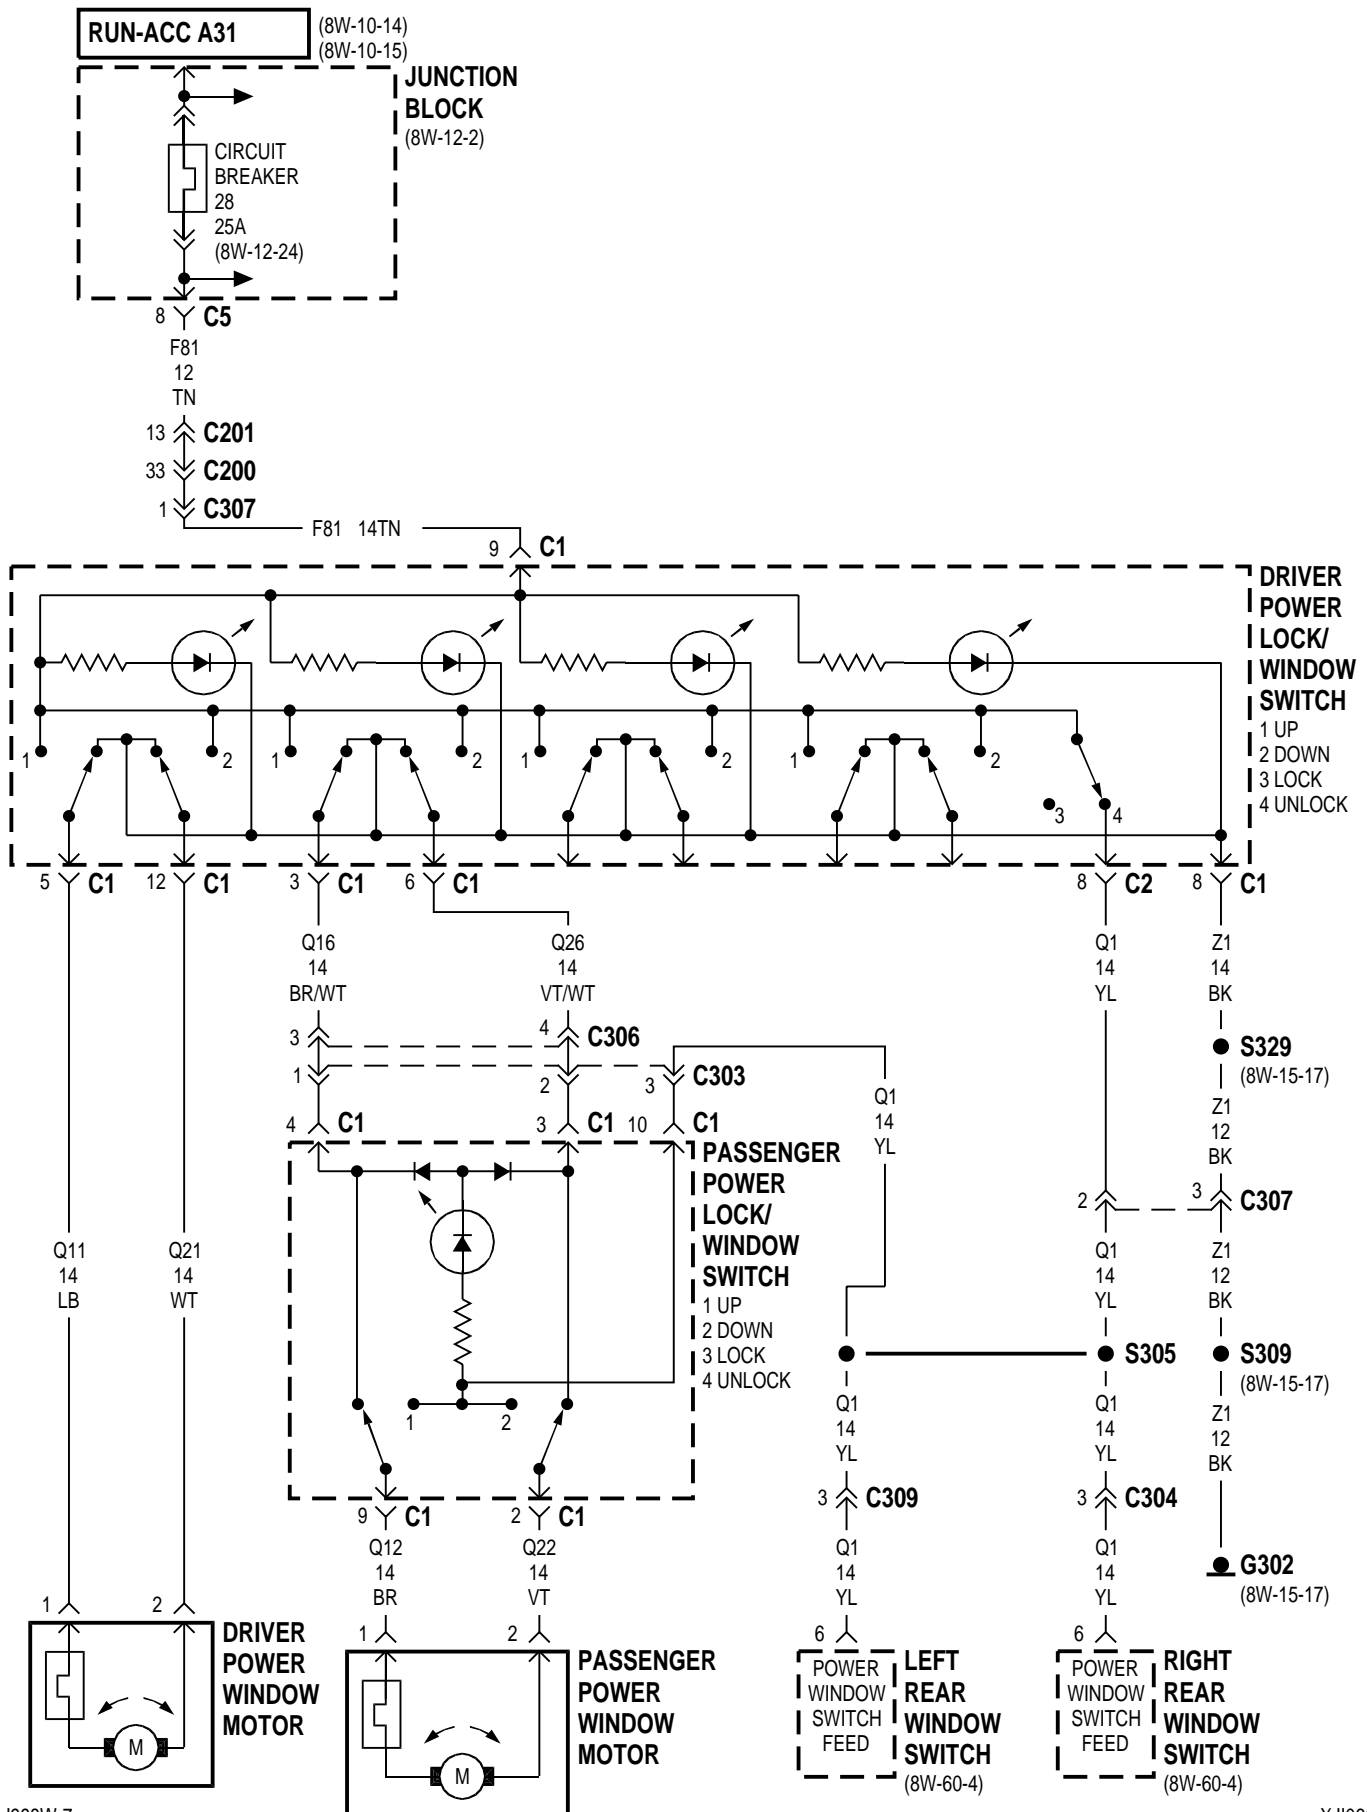 RUN-ACC A31
(8W-10-14)
(8W-10-15)
JUNCTION
BLOCK
(8W-12-2)
CIRCUIT
BREAKER
28
25A
(8W-12-24)
8 C5
F81
12
TN
13 C201
33 C200
1 C307
F81 14TN
9 C1
DRIVER
POWER
LOCK/
WINDOW
SWITCH
1 UP
2 DOWN
3 LOCK
4 UNLOCK
1 2 1 2 1 2 1 2
3 4
5 C1 12 C1 3 C1 6 C1 8 C2 8 C1
Q16
14
BR/WT
Q26
14
VT/WT
Q1
14
YL
Z1
14
BK
3 4 C306
S329
(8W-15-17)
1 2 3 C303
Q1
14
YL
Z1
12
BK
4 C1 3 C1 10 C1
PASSENGER
POWER
LOCK/
WINDOW
SWITCH
1 UP
2 DOWN
3 LOCK
4 UNLOCK
2 3 C307
Q11
14
LB
Q21
14
WT
Q1
14
YL
Z1
12
BK
S305
S309
(8W-15-17)
1 2
Q1
14
YL
Q1
14
YL
Z1
12
BK
3 C309
3 C304
9 C1 2 C1
Q12
14
BR
Q22
14
VT
Q1
14
YL
Q1
14
YL
G302
(8W-15-17)
1 2
DRIVER
POWER
WINDOW
MOTOR
M
1 2
PASSENGER
POWER
WINDOW
MOTOR
M
6
POWER
WINDOW
SWITCH
FEED
LEFT
REAR
WINDOW
SWITCH
(8W-60-4)
6
POWER
WINDOW
SWITCH
FEED
RIGHT
REAR
WINDOW
SWITCH
(8W-60-4)